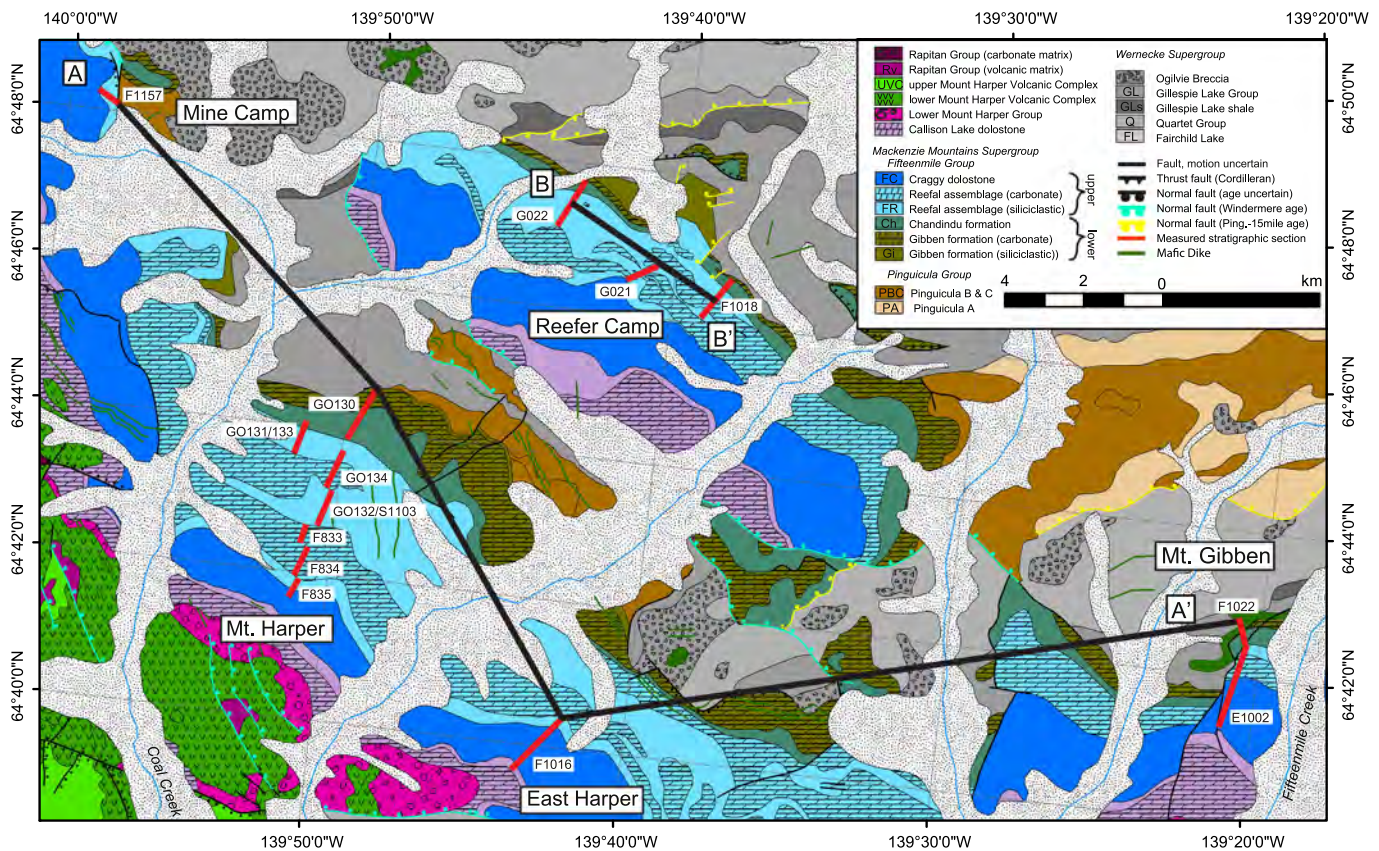 140°0'0"W 139°50'0"W 139°40'0"W 139°30'0"W 139°20'0"W
64°48'0"N
64°46'0"N
64°44'0"N
64°42'0"N
64°40'0"N
64°50'0"N
64°48'0"N
64°46'0"N
64°44'0"N
64°42'0"N
139°50'0"W 139°40'0"W 139°30'0"W 139°20'0"W
A
F1157
Mine Camp
B
G022
G021
F1018
Reefer Camp
B'
GO130
GO131/133
GO134
GO132/S1103
F833
F834
F835
Mt. Harper
Mt. Gibben
A'
F1022
E1002
F1016
East Harper
Coal Creek
Fifteenmile Creek
Rapitan Group (carbonate matrix)
Rv Rapitan Group (volcanic matrix)
UVC upper Mount Harper Volcanic Complex
lower Mount Harper Volcanic Complex
Lower Mount Harper Group
Callison Lake dolostone
Mackenzie Mountains Supergroup
Fifteenmile Group
FC Craggy dolostone
Reefal assemblage (carbonate)
FR Reefal assemblage (siliciclastic)
Ch Chandindu formation
Gibben formation (carbonate)
GI Gibben formation (siliciclastic))
upper
lower
Pinguicula Group
PBC Pinguicula B & C
PA Pinguicula A
Wernecke Supergroup
Ogilvie Breccia
GL Gillespie Lake Group
GLs Gillespie Lake shale
Q Quartet Group
FL Fairchild Lake
Fault, motion uncertain
Thrust fault (Cordilleran)
Normal fault (age uncertain)
Normal fault (Windermere age)
Normal fault (Ping.-15mile age)
Measured stratigraphic section
Mafic Dike
4 2 0 km